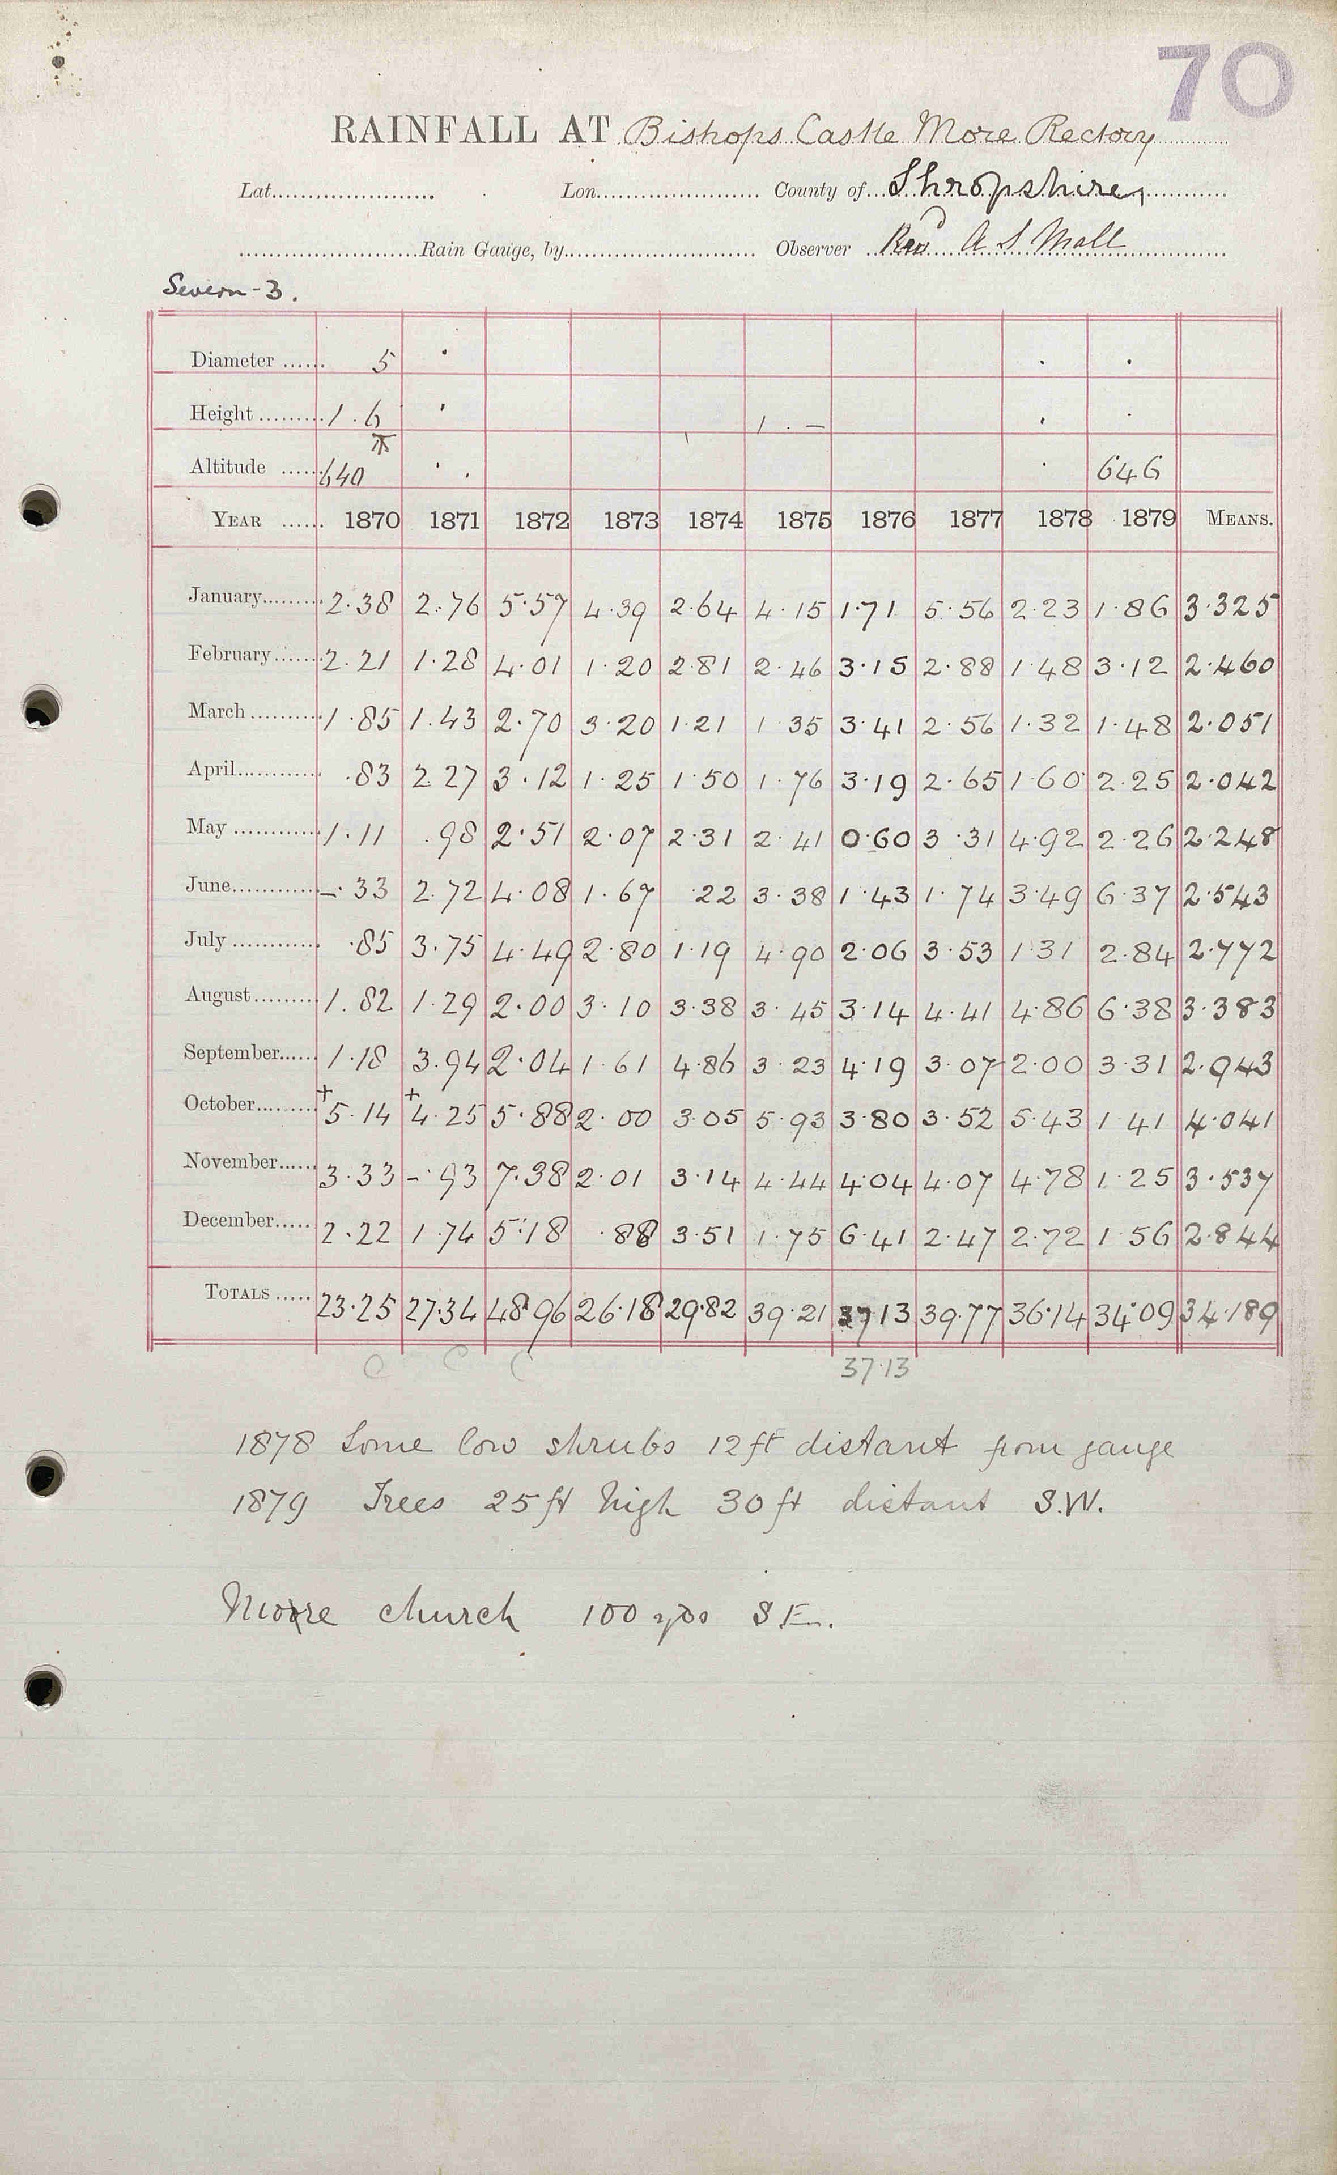 70
RAINFALL AT Bishops Castle More Rectory
Lat. Lon. County of Shropshire
Rain Gauge, by Observer Revd A S Male
Severn - 3.
Diameter 5
Height 1 . 6 1 . —
Altitude 640 646
YEAR 1870 1871 1872 1873 1874 1875 1876 1877 1878 1879 MEANS.
January 2.38 2.76 5.57 4.39 2.64 4.15 1.71 5.56 2.23 1.86 3.325
February 2.21 1.28 4.01 1.20 2.81 2.46 3.15 2.88 1.48 3.12 2.460
March 1.85 1.43 2.70 3.20 1.21 1.35 3.41 2.56 1.32 1.48 2.051
April .83 2.27 3.12 1.25 1.50 1.76 3.19 2.65 1.60 2.25 2.042
May 1.11 .98 2.51 2.07 2.31 2.41 0.60 3.31 4.92 2.26 2.248
June -.33 2.72 4.08 1.67 .22 3.38 1.43 1.74 3.49 6.37 2.543
July .85 3.75 4.49 2.80 1.19 4.90 2.06 3.53 1.31 2.84 2.772
August 1.82 1.29 2.00 3.10 3.38 3.45 3.14 4.41 4.86 6.38 3.383
September 1.18 3.94 2.04 1.61 4.86 3.23 4.19 3.07 2.00 3.31 2.943
October +5.14 +4.25 5.88 2.00 3.05 5.93 3.80 3.52 5.43 1.41 4.041
November 3.33 -.93 7.38 2.01 3.14 4.44 4.04 4.07 4.78 1.25 3.537
December 2.22 1.74 5.18 .88 3.51 1.75 6.41 2.47 2.72 1.56 2.844
TOTALS 23.25 27.34 48.96 26.18 29.82 39.21 37.13 39.77 36.14 34.09 34.189
C C C 37.13
1878 Some low shrubs 12 ft distant from gauge
1879 Trees 25 ft high 30 ft distant S.W.
More church 100 yds S E.